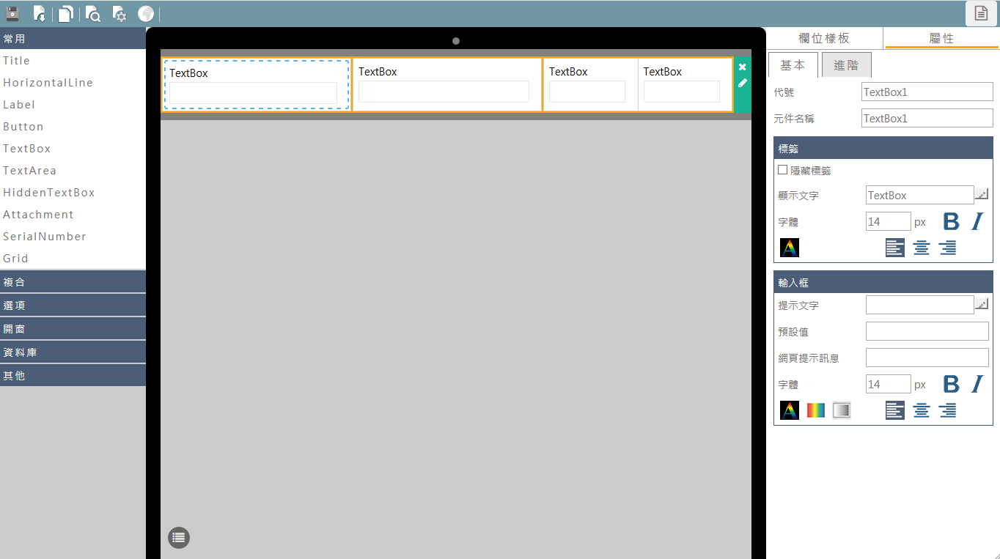 常用
Title
HorizontalLine
Label
Button
TextBox
TextArea
HiddenTextBox
Attachment
SerialNumber
Grid
複合
選項
開窗
資料庫
其他
TextBox TextBox TextBox TextBox
欄位樣板 屬性
基本 進階
代號 TextBox1
元件名稱 TextBox1
標籤
隱藏標籤
顯示文字 TextBox
字體 14 px B I
A
輸入框
提示文字
預設值
網頁提示訊息
字體 14 px B I
A